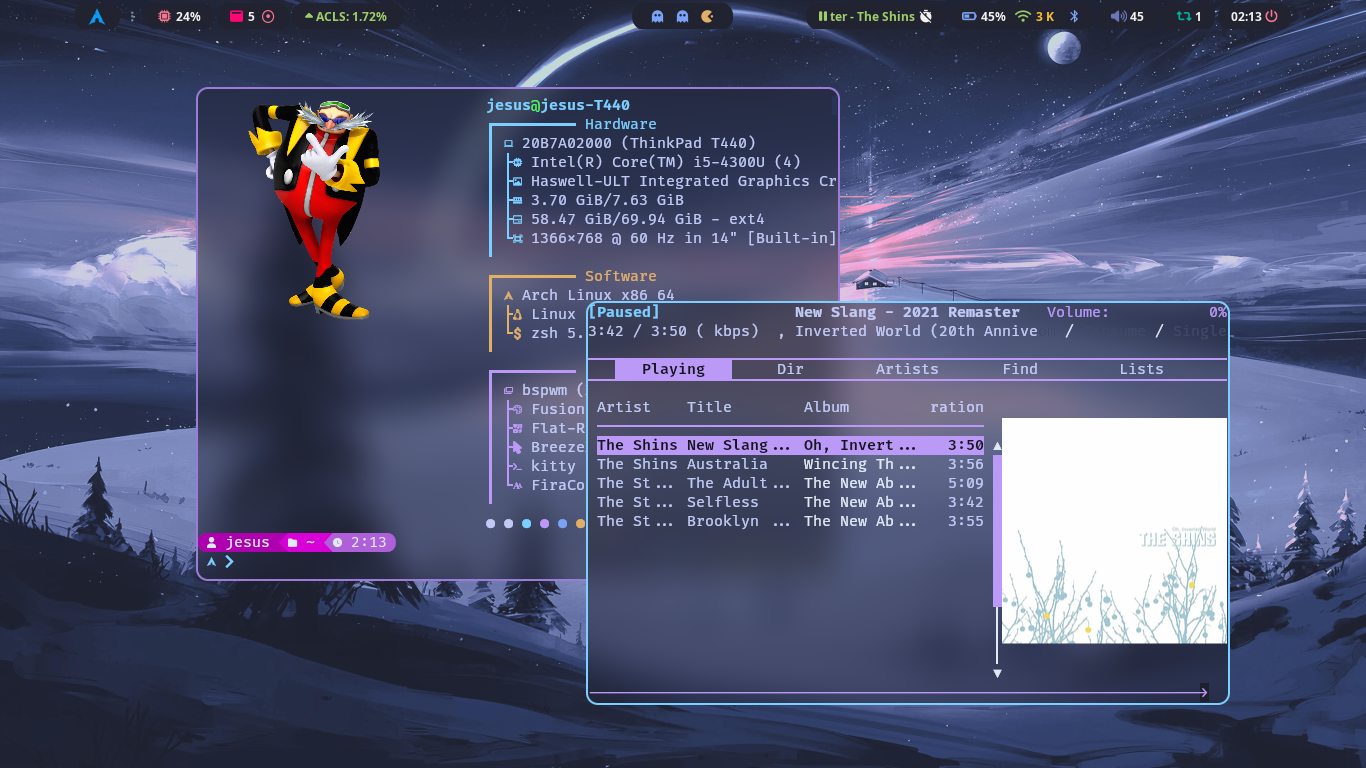 24%
5
ACLS: 1.72%
ter - The Shins
45%
3 K
45
1
02:13
jesus@jesus-T440
Hardware
20B7A02000 (ThinkPad T440)
Intel(R) Core(TM) i5-4300U (4)
Haswell-ULT Integrated Graphics Cr
3.70 GiB/7.63 GiB
58.47 GiB/69.94 GiB - ext4
1366×768 @ 60 Hz in 14" [Built-in]
Software
Arch Linux x86_64
Linux
zsh 5.
bspwm (
Fusion
Flat-R
Breeze
kitty
FiraCo
jesus ~ 2:13
[Paused] New Slang - 2021 Remaster Volume: 0%
3:42 / 3:50 ( kbps) , Inverted World (20th Annive / / Single
Playing Dir Artists Find Lists
Artist Title Album ration
The Shins New Slang... Oh, Invert... 3:50
The Shins Australia Wincing Th... 3:56
The St... The Adult... The New Ab... 5:09
The St... Selfless The New Ab... 3:42
The St... Brooklyn ... The New Ab... 3:55
Oh, Inverted World
THE SHINS